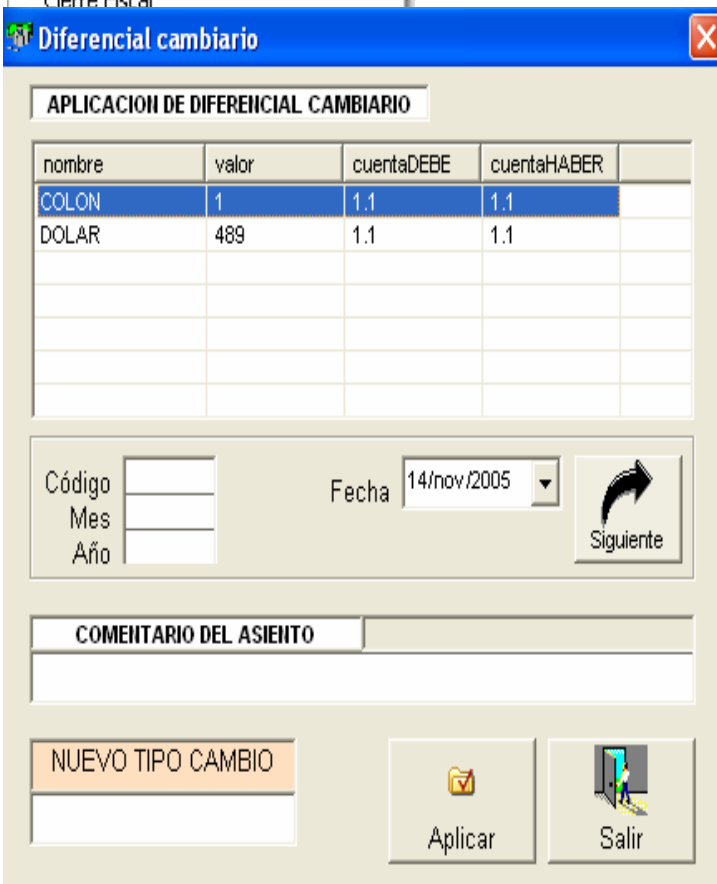 Cierre Fiscal
Diferencial cambiario
APLICACION DE DIFERENCIAL CAMBIARIO
nombre valor cuentaDEBE cuentaHABER
COLON 1 1.1 1.1
DOLAR 489 1.1 1.1
Código
Mes
Año
Fecha 14/nov/2005
Siguiente
COMENTARIO DEL ASIENTO
NUEVO TIPO CAMBIO
Aplicar
Salir